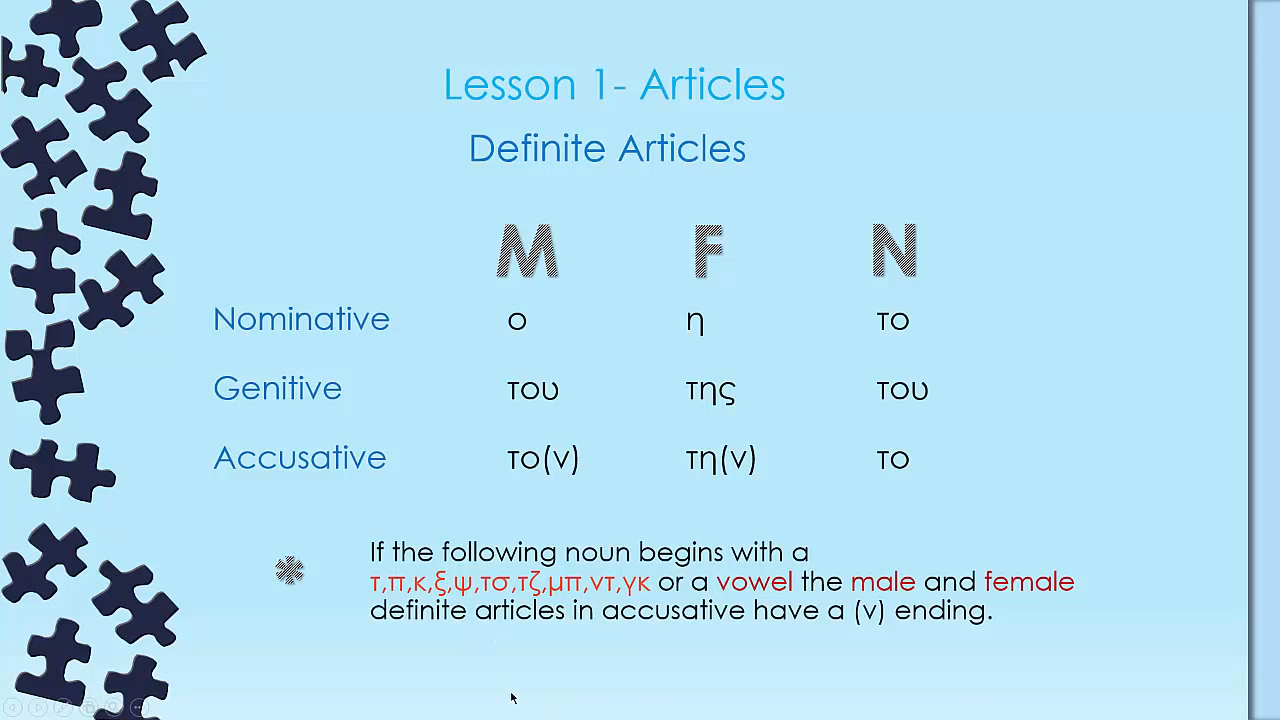 Lesson 1- Articles
Definite Articles
M F N
Nominative ο η το
Genitive του της του
Accusative το(ν) τη(ν) το
If the following noun begins with a
τ,π,κ,ξ,ψ,τσ,τζ,μπ,ντ,γκ or a vowel the male and female
definite articles in accusative have a (ν) ending.